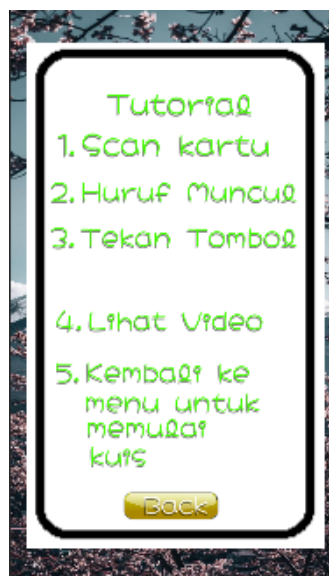 Tutorial
1. Scan kartu
2. Huruf Muncul
3. Tekan Tombol
4. Lihat Video
5. Kembali ke
menu untuk
memulai
kuis
Back